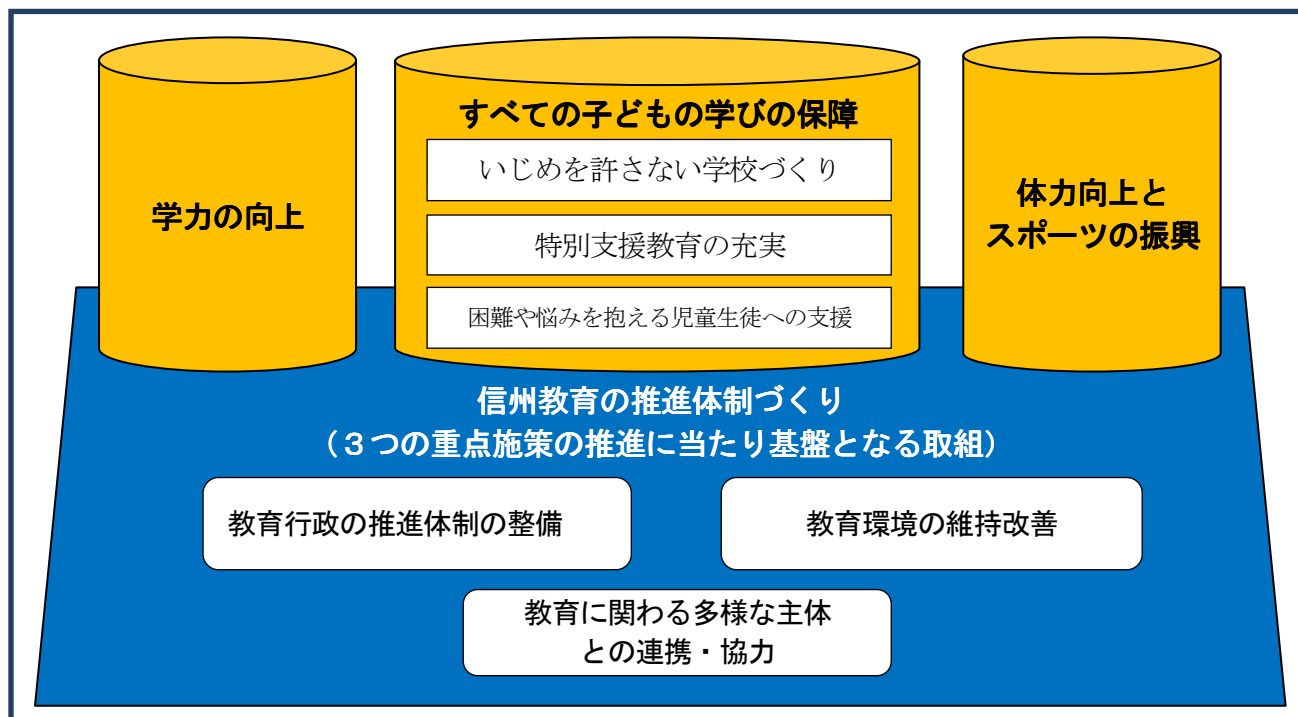 学力の向上
すべての子どもの学びの保障
いじめを許さない学校づくり
特別支援教育の充実
困難や悩みを抱える児童生徒への支援
体力向上と
スポーツの振興
信州教育の推進体制づくり
（３つの重点施策の推進に当たり基盤となる取組）
教育行政の推進体制の整備
教育環境の維持改善
教育に関わる多様な主体
との連携・協力